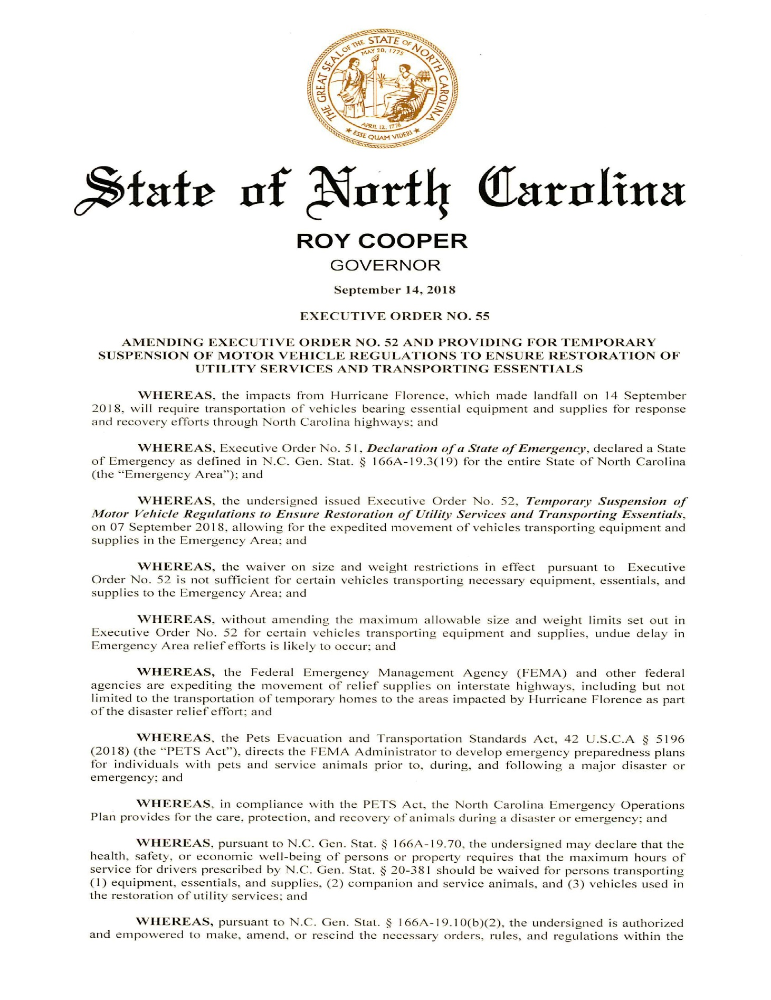 THE GREAT SEAL OF THE STATE OF NORTH CAROLINA
MAY 20, 1775
APRIL 12, 1776
★ ESSE QUAM VIDERI ★
State of North Carolina
ROY COOPER
GOVERNOR
September 14, 2018
EXECUTIVE ORDER NO. 55
AMENDING EXECUTIVE ORDER NO. 52 AND PROVIDING FOR TEMPORARY
SUSPENSION OF MOTOR VEHICLE REGULATIONS TO ENSURE RESTORATION OF
UTILITY SERVICES AND TRANSPORTING ESSENTIALS
WHEREAS, the impacts from Hurricane Florence, which made landfall on 14 September
2018, will require transportation of vehicles bearing essential equipment and supplies for response
and recovery efforts through North Carolina highways; and
WHEREAS, Executive Order No. 51, Declaration of a State of Emergency, declared a State
of Emergency as defined in N.C. Gen. Stat. § 166A-19.3(19) for the entire State of North Carolina
(the “Emergency Area”); and
WHEREAS, the undersigned issued Executive Order No. 52, Temporary Suspension of
Motor Vehicle Regulations to Ensure Restoration of Utility Services and Transporting Essentials,
on 07 September 2018, allowing for the expedited movement of vehicles transporting equipment and
supplies in the Emergency Area; and
WHEREAS, the waiver on size and weight restrictions in effect pursuant to Executive
Order No. 52 is not sufficient for certain vehicles transporting necessary equipment, essentials, and
supplies to the Emergency Area; and
WHEREAS, without amending the maximum allowable size and weight limits set out in
Executive Order No. 52 for certain vehicles transporting equipment and supplies, undue delay in
Emergency Area relief efforts is likely to occur; and
WHEREAS, the Federal Emergency Management Agency (FEMA) and other federal
agencies are expediting the movement of relief supplies on interstate highways, including but not
limited to the transportation of temporary homes to the areas impacted by Hurricane Florence as part
of the disaster relief effort; and
WHEREAS, the Pets Evacuation and Transportation Standards Act, 42 U.S.C.A § 5196
(2018) (the “PETS Act”), directs the FEMA Administrator to develop emergency preparedness plans
for individuals with pets and service animals prior to, during, and following a major disaster or
emergency; and
WHEREAS, in compliance with the PETS Act, the North Carolina Emergency Operations
Plan provides for the care, protection, and recovery of animals during a disaster or emergency; and
WHEREAS, pursuant to N.C. Gen. Stat. § 166A-19.70, the undersigned may declare that the
health, safety, or economic well-being of persons or property requires that the maximum hours of
service for drivers prescribed by N.C. Gen. Stat. § 20-381 should be waived for persons transporting
(1) equipment, essentials, and supplies, (2) companion and service animals, and (3) vehicles used in
the restoration of utility services; and
WHEREAS, pursuant to N.C. Gen. Stat. § 166A-19.10(b)(2), the undersigned is authorized
and empowered to make, amend, or rescind the necessary orders, rules, and regulations within the